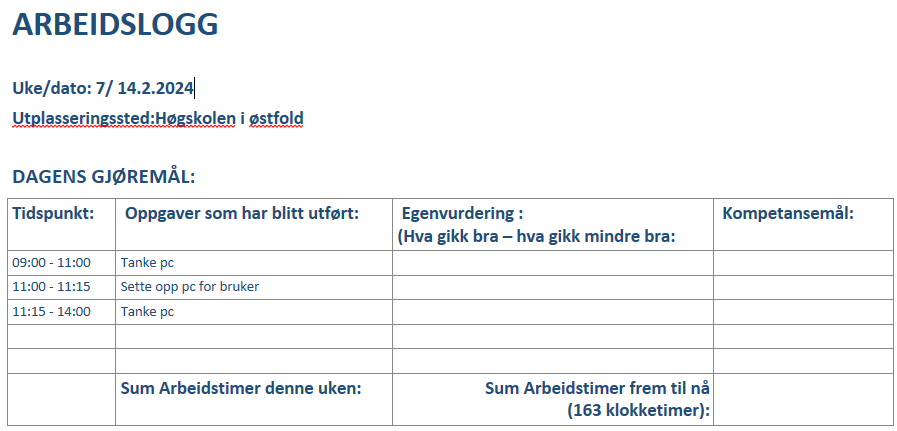 ARBEIDSLOGG
Uke/dato: 7/ 14.2.2024
Utplasseringssted:Høgskolen i østfold
DAGENS GJØREMÅL:
Tidspunkt: Oppgaver som har blitt utført: Egenvurdering : Kompetansemål:
(Hva gikk bra – hva gikk mindre bra:
09:00 - 11:00 Tanke pc
11:00 - 11:15 Sette opp pc for bruker
11:15 - 14:00 Tanke pc
Sum Arbeidstimer denne uken: Sum Arbeidstimer frem til nå
(163 klokketimer):